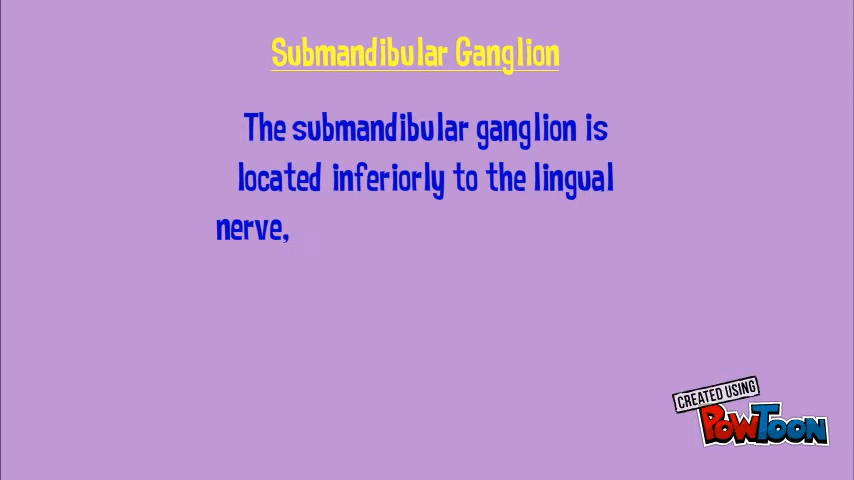 Submandibular Ganglion
The submandibular ganglion is
located inferiorly to the lingual
nerve,
CREATED USING
POWTOON